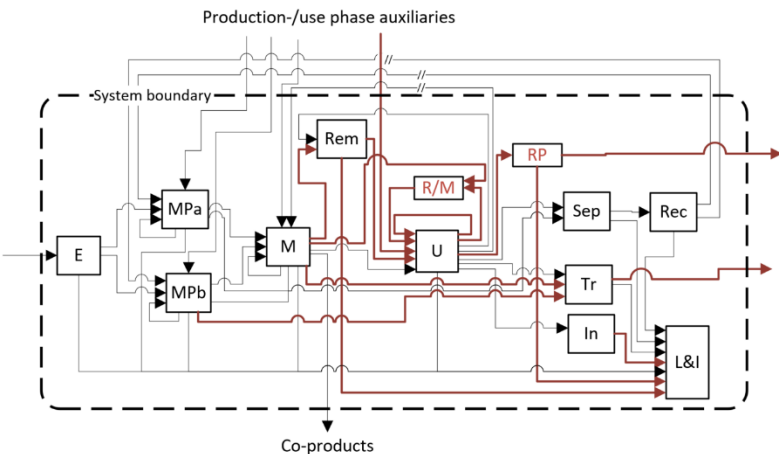 Production-/use phase auxiliaries
System boundary
Rem
RP
R/M
MPa
Sep
Rec
M
U
E
MPb
Tr
In
L&I
Co-products